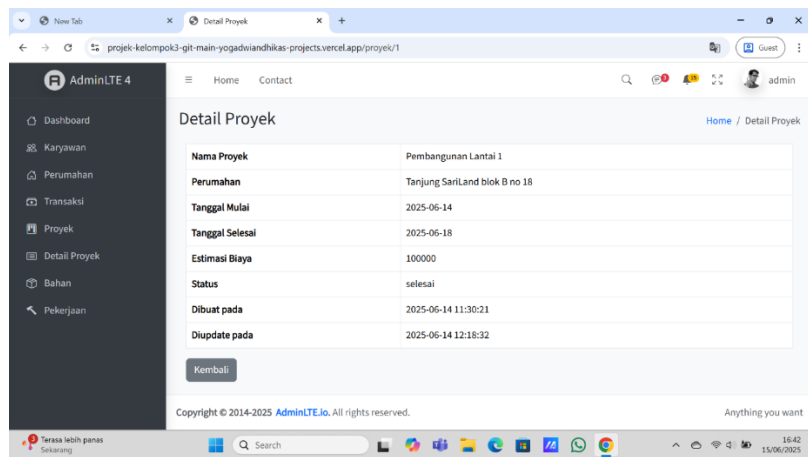 New Tab
Detail Proyek
projek-kelompok3-git-main-yogadwiandhikas-projects.vercel.app/proyek/1
Guest
AdminLTE 4
Home Contact
3
15
admin
Dashboard
Karyawan
Perumahan
Transaksi
Proyek
Detail Proyek
Bahan
Pekerjaan
Detail Proyek
Home / Detail Proyek
Nama Proyek Pembangunan Lantai 1
Perumahan Tanjung SariLand blok B no 18
Tanggal Mulai 2025-06-14
Tanggal Selesai 2025-06-18
Estimasi Biaya 100000
Status selesai
Dibuat pada 2025-06-14 11:30:21
Diupdate pada 2025-06-14 12:18:32
Kembali
Copyright © 2014-2025 AdminLTE.io. All rights reserved.
Anything you want
3
Terasa lebih panas
Sekarang
Search
16:42
15/06/2025